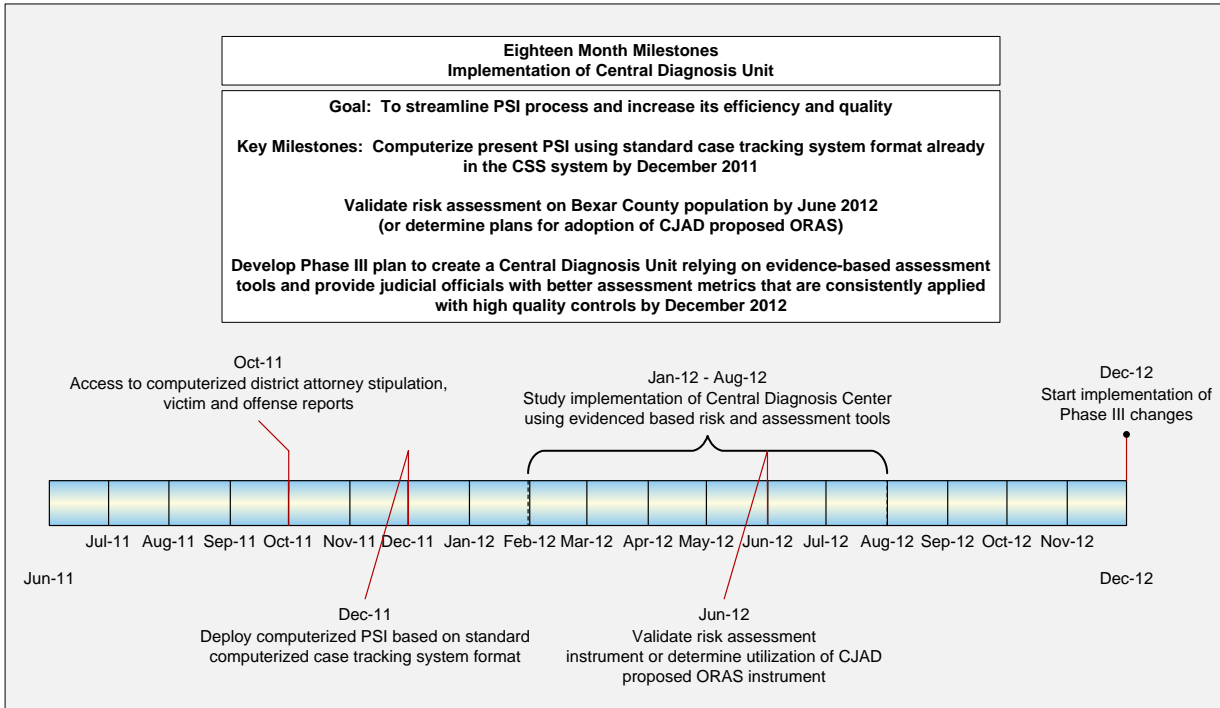 Eighteen Month Milestones
Implementation of Central Diagnosis Unit
Goal: To streamline PSI process and increase its efficiency and quality
Key Milestones: Computerize present PSI using standard case tracking system format already
in the CSS system by December 2011
Validate risk assessment on Bexar County population by June 2012
(or determine plans for adoption of CJAD proposed ORAS)
Develop Phase III plan to create a Central Diagnosis Unit relying on evidence-based assessment
tools and provide judicial officials with better assessment metrics that are consistently applied
with high quality controls by December 2012
Oct-11
Access to computerized district attorney stipulation,
victim and offense reports
Jan-12 - Aug-12
Study implementation of Central Diagnosis Center
using evidenced based risk and assessment tools
Dec-12
Start implementation of
Phase III changes
Jul-11 Aug-11 Sep-11 Oct-11 Nov-11 Dec-11 Jan-12 Feb-12 Mar-12 Apr-12 May-12 Jun-12 Jul-12 Aug-12 Sep-12 Oct-12 Nov-12
Jun-11
Dec-12
Dec-11
Deploy computerized PSI based on standard
computerized case tracking system format
Jun-12
Validate risk assessment
instrument or determine utilization of CJAD
proposed ORAS instrument